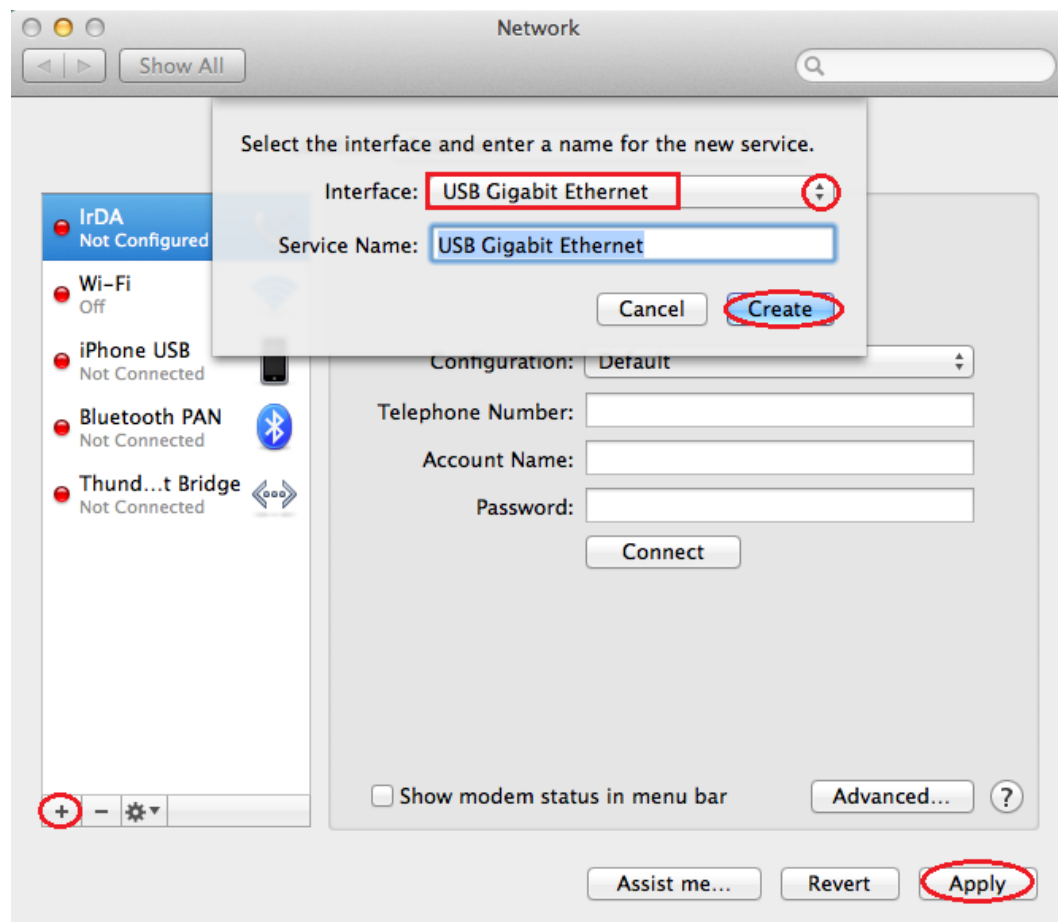 Network
Show All
Select the interface and enter a name for the new service.
Interface: USB Gigabit Ethernet
Service Name: USB Gigabit Ethernet
Cancel Create
IrDA
Not Configured
Wi-Fi
Off
iPhone USB
Not Connected
Bluetooth PAN
Not Connected
Thund...t Bridge
Not Connected
Configuration: Default
Telephone Number:
Account Name:
Password:
Connect
Show modem status in menu bar
Advanced... ?
+ −
Assist me... Revert Apply